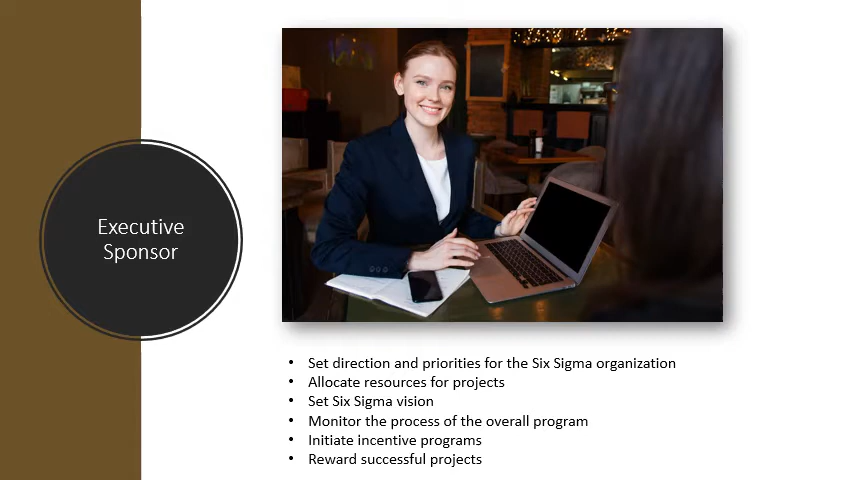 Executive
Sponsor
• Set direction and priorities for the Six Sigma organization
• Allocate resources for projects
• Set Six Sigma vision
• Monitor the process of the overall program
• Initiate incentive programs
• Reward successful projects